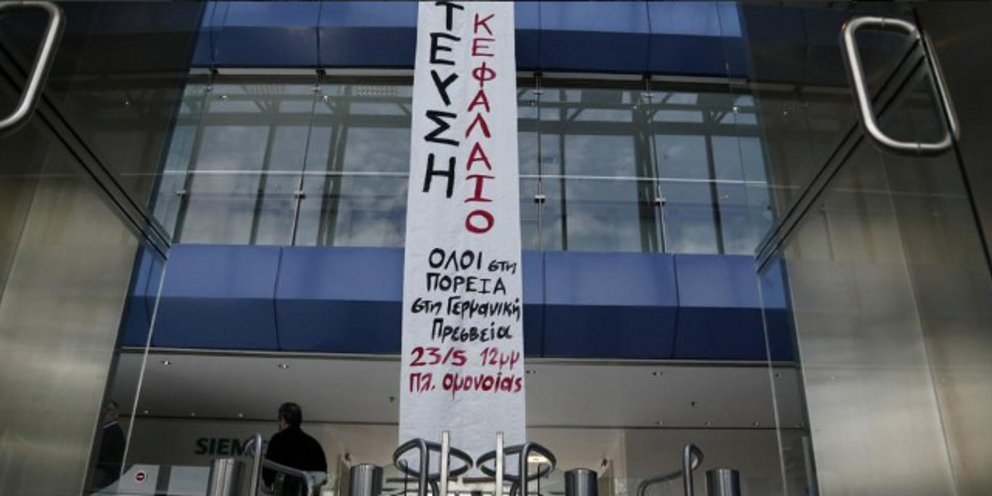 ΤΕΥΣΗ
ΚΕΦΑΛΑΙΟ
ΟΛΟΙ στη
ΠΟΡΕΙΑ
στη Γερμανική
Πρεσβεία
23/5 12μμ
Πλ. ομονοίας
SIEM